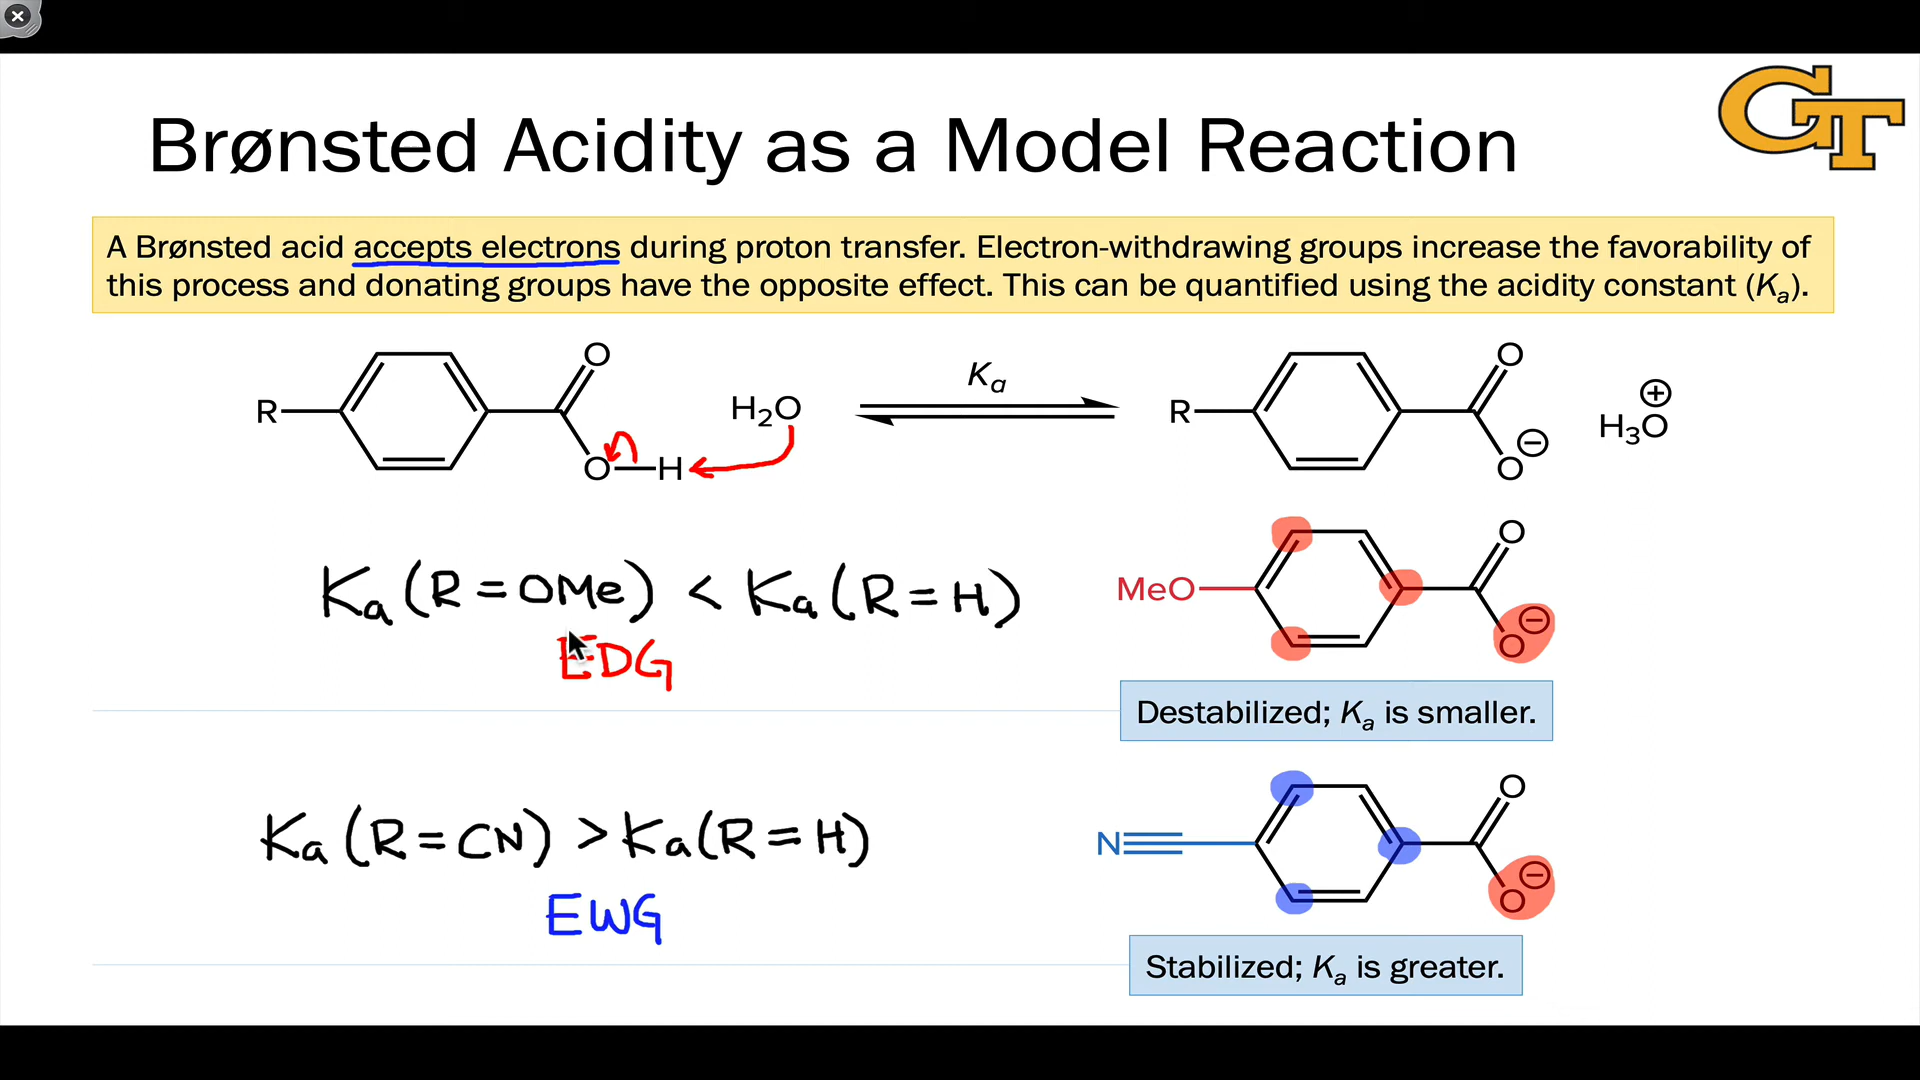 GT
Brønsted Acidity as a Model Reaction
A Brønsted acid accepts electrons during proton transfer. Electron-withdrawing groups increase the favorability of
this process and donating groups have the opposite effect. This can be quantified using the acidity constant (Kₐ).
R O O H H₂O Kₐ R O O ⊖ H₃O ⊕
Kₐ (R = OMe) < Kₐ (R = H)
EDG
MeO O O ⊖
Destabilized; Kₐ is smaller.
Kₐ (R = CN) > Kₐ (R = H)
EWG
N O O ⊖
Stabilized; Kₐ is greater.